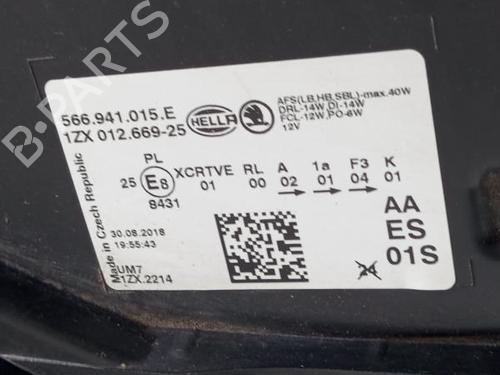 566.941.015.E
1ZX 012.669-25
HELLA
AFS(LB,HB,SBL)-max.40W
DRL-14W,DI-14W
FCL-12W,PO-6W
12V
PL
25 E8 XCRTVE RL A 1a F3 K
01 00 02 01 04 01
8431
Made in Czech Republic
30.08.2018
19:55:43
UM7
1ZX.2214
AA
ES
01S
24
B-PARTS